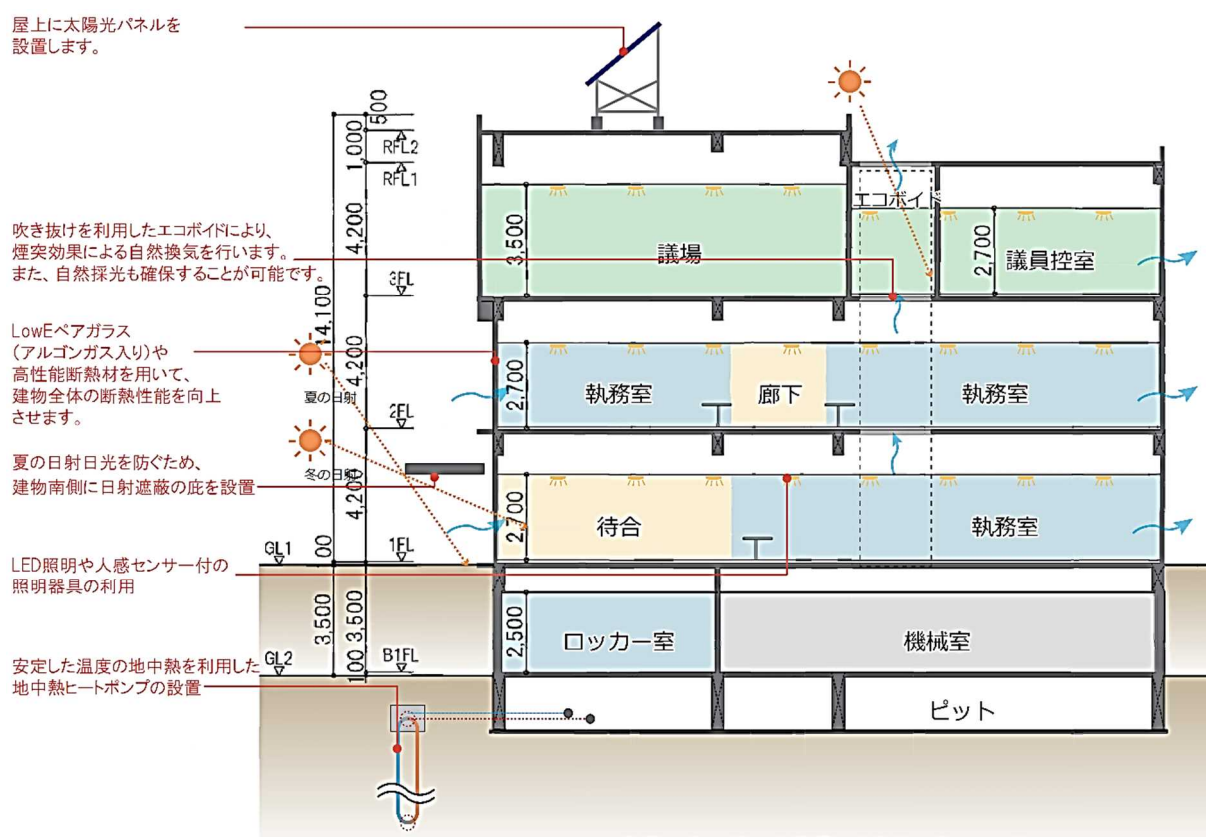 屋上に太陽光パネルを
設置します。
500
1,000
RFL2
RFL1
4,200
吹き抜けを利用したエコボイドにより、
煙突効果による自然換気を行います。
また、自然採光も確保することが可能です。
エコボイド
3,500
議場
2,700
議員控室
3FL
14,100
LowEペアガラス
（アルゴンガス入り）や
高性能断熱材を用いて、
建物全体の断熱性能を向上
させます。
夏の日射
4,200
2,700
執務室
廊下
執務室
2FL
夏の日射日光を防ぐため、
建物南側に日射遮蔽の庇を設置
冬の日射
4,200
2,700
待合
執務室
GL1
100
1FL
LED照明や人感センサー付の
照明器具の利用
3,500
3,500
2,500
ロッカー室
機械室
GL2
100
B1FL
安定した温度の地中熱を利用した
地中熱ヒートポンプの設置
ピット